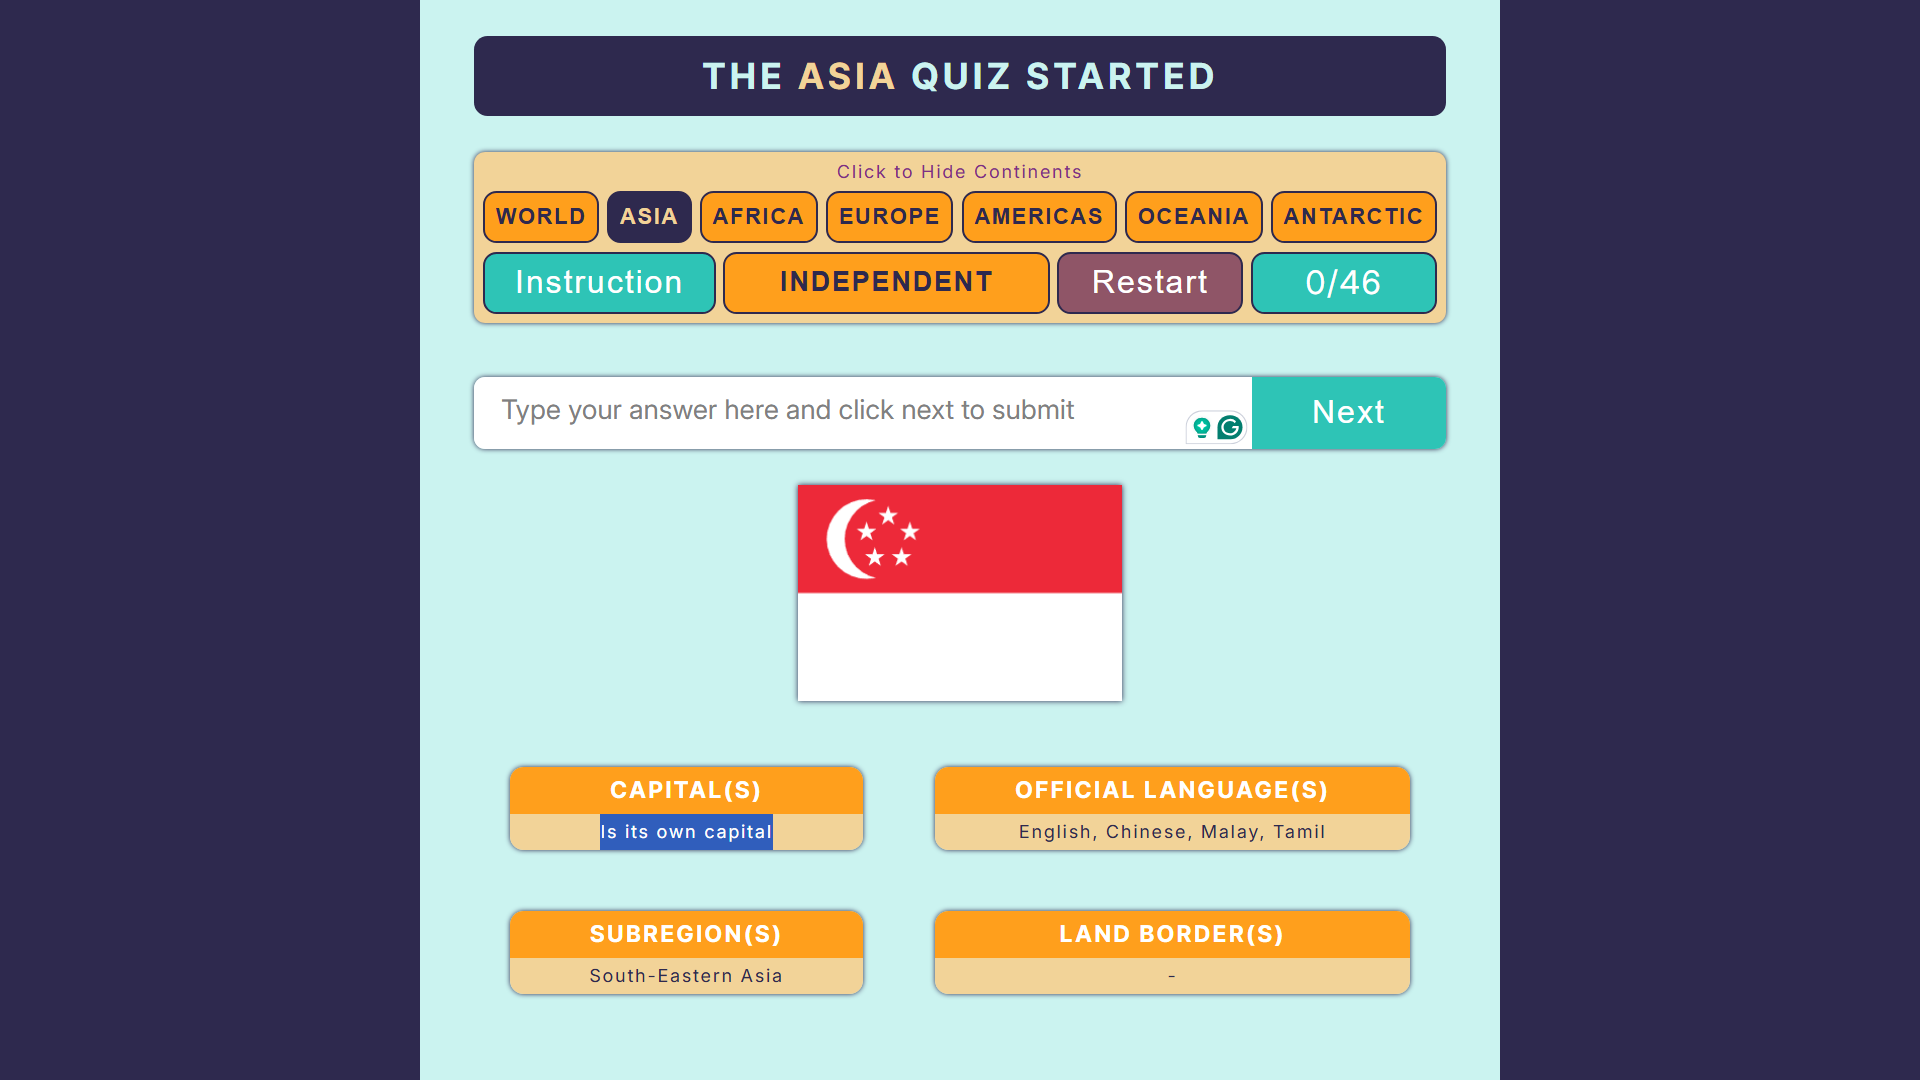 THE ASIA QUIZ STARTED
Click to Hide Continents
WORLD ASIA AFRICA EUROPE AMERICAS OCEANIA ANTARCTIC
Instruction INDEPENDENT Restart 0/46
Type your answer here and click next to submit Next
CAPITAL(S) OFFICIAL LANGUAGE(S)
Is its own capital English, Chinese, Malay, Tamil
SUBREGION(S) LAND BORDER(S)
South-Eastern Asia -